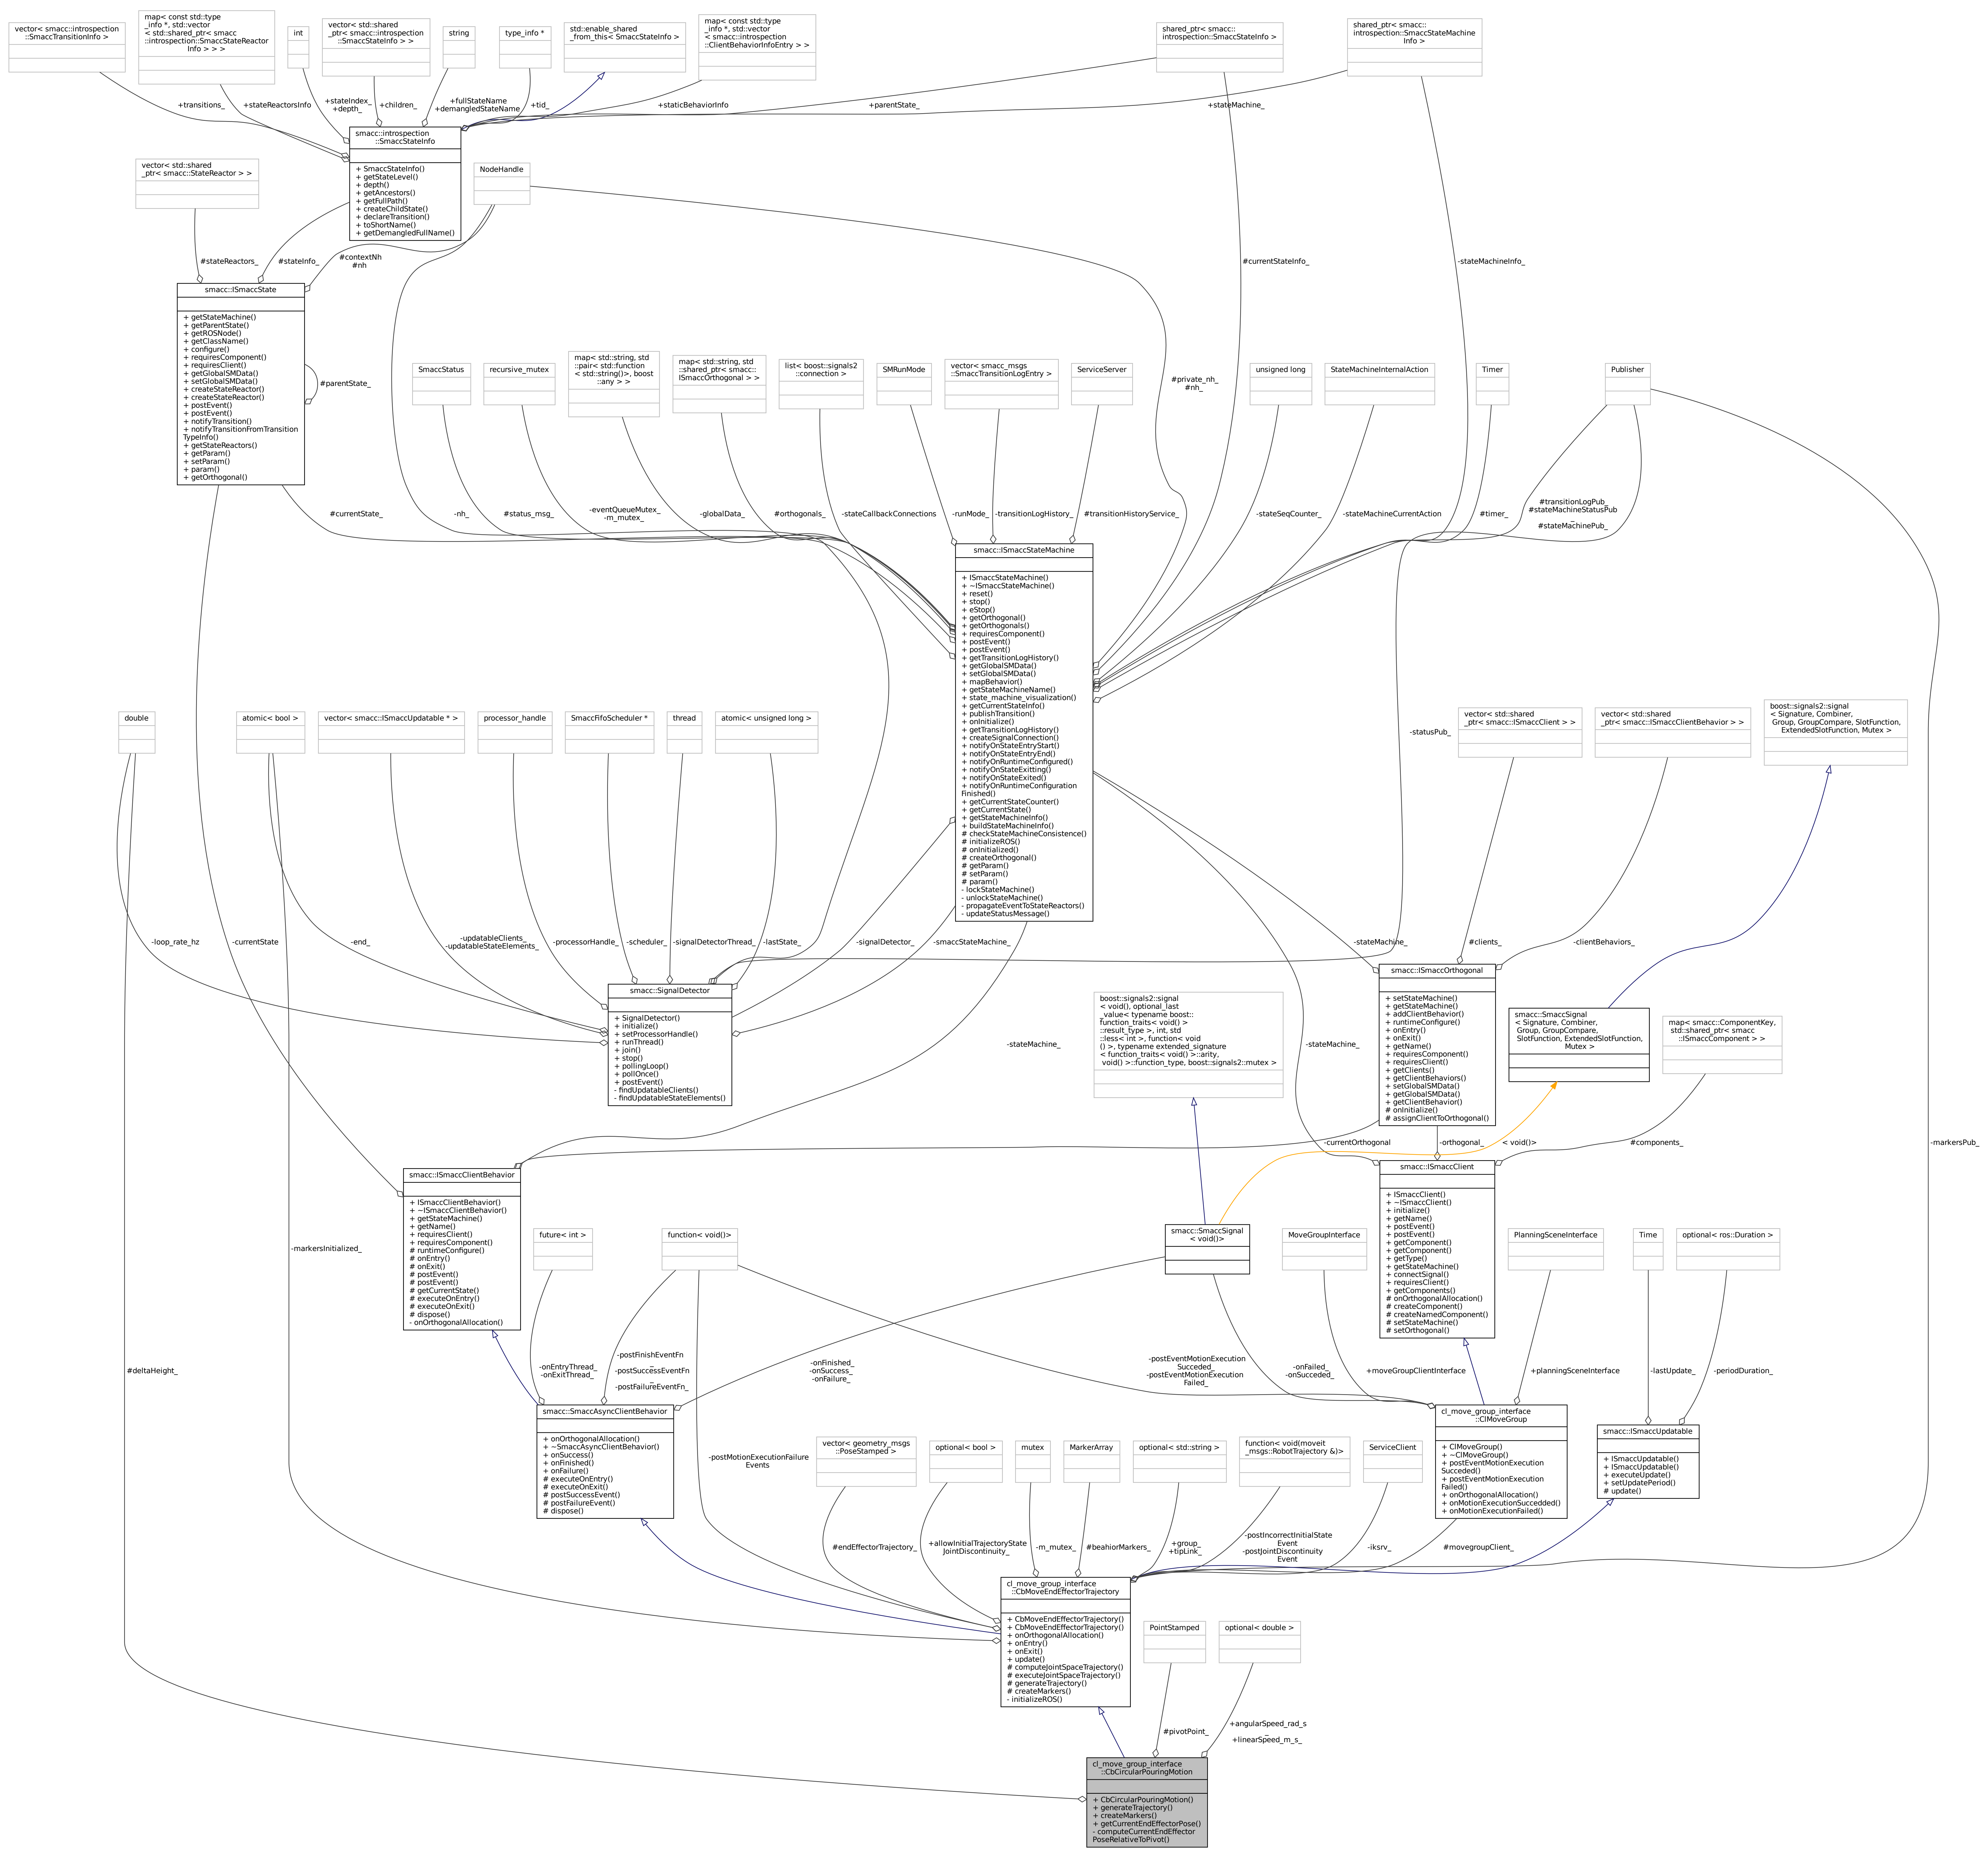 vector< smacc::introspection
::SmaccTransitionInfo >
map< const std::type
_info *, std::vector
< std::shared_ptr< smacc
::introspection::SmaccStateReactor
Info > > >
int
vector< std::shared
_ptr< smacc::introspection
::SmaccStateInfo > >
string
type_info *
std::enable_shared
_from_this< SmaccStateInfo >
map< const std::type
_info *, std::vector
< smacc::introspection
::ClientBehaviorInfoEntry > >
shared_ptr< smacc::
introspection::SmaccStateInfo >
shared_ptr< smacc::
introspection::SmaccStateMachine
Info >
+transitions_
+stateReactorsInfo
+stateIndex_
+depth_
+children_
+fullStateName
+demangledStateName
+tid_
+staticBehaviorInfo
+parentState_
+stateMachine_
smacc::introspection
::SmaccStateInfo
+ SmaccStateInfo()
+ getStateLevel()
+ depth()
+ getAncestors()
+ getFullPath()
+ createChildState()
+ declareTransition()
+ toShortName()
+ getDemangledFullName()
vector< std::shared
_ptr< smacc::StateReactor > >
NodeHandle
#stateReactors_
#stateInfo_
#contextNh
#nh
#currentStateInfo_
-stateMachineInfo_
smacc::ISmaccState
+ getStateMachine()
+ getParentState()
+ getROSNode()
+ getClassName()
+ configure()
+ requiresComponent()
+ requiresClient()
+ getGlobalSMData()
+ setGlobalSMData()
+ createStateReactor()
+ createStateReactor()
+ postEvent()
+ postEvent()
+ notifyTransition()
+ notifyTransitionFromTransition
TypeInfo()
+ getStateReactors()
+ getParam()
+ setParam()
+ param()
+ getOrthogonal()
#parentState_
SmaccStatus
recursive_mutex
map< std::string, std
::pair< std::function
< std::string()>, boost
::any > >
map< std::string, std
::shared_ptr< smacc::
ISmaccOrthogonal > >
list< boost::signals2
::connection >
SMRunMode
vector< smacc_msgs
::SmaccTransitionLogEntry >
ServiceServer
#private_nh_
#nh_
unsigned long
StateMachineInternalAction
Timer
Publisher
#currentState_
-nh_
#status_msg_
-eventQueueMutex_
-m_mutex_
-globalData_
#orthogonals_
-stateCallbackConnections
-runMode_
-transitionLogHistory_
#transitionHistoryService_
-stateSeqCounter_
-stateMachineCurrentAction
#timer_
#transitionLogPub_
#stateMachineStatusPub
_
#stateMachinePub_
smacc::ISmaccStateMachine
+ ISmaccStateMachine()
+ ~ISmaccStateMachine()
+ reset()
+ stop()
+ eStop()
+ getOrthogonal()
+ getOrthogonals()
+ requiresComponent()
+ postEvent()
+ postEvent()
+ getTransitionLogHistory()
+ getGlobalSMData()
+ setGlobalSMData()
+ mapBehavior()
+ getStateMachineName()
+ state_machine_visualization()
+ getCurrentStateInfo()
+ publishTransition()
+ onInitialize()
+ getTransitionLogHistory()
+ createSignalConnection()
+ notifyOnStateEntryStart()
+ notifyOnStateEntryEnd()
+ notifyOnRuntimeConfigured()
+ notifyOnStateExitting()
+ notifyOnStateExited()
+ notifyOnRuntimeConfiguration
Finished()
+ getCurrentStateCounter()
+ getCurrentState()
+ getStateMachineInfo()
+ buildStateMachineInfo()
# checkStateMachineConsistence()
# initializeROS()
# onInitialized()
# createOrthogonal()
# getParam()
# setParam()
# param()
- lockStateMachine()
- unlockStateMachine()
- propagateEventToStateReactors()
- updateStatusMessage()
double
atomic< bool >
vector< smacc::ISmaccUpdatable * >
processor_handle
SmaccFifoScheduler *
thread
atomic< unsigned long >
-statusPub_
vector< std::shared
_ptr< smacc::ISmaccClient > >
vector< std::shared
_ptr< smacc::ISmaccClientBehavior > >
boost::signals2::signal
< Signature, Combiner,
Group, GroupCompare, SlotFunction,
ExtendedSlotFunction, Mutex >
-loop_rate_hz
-currentState
-end_
-updatableClients_
-updatableStateElements_
-processorHandle_
-scheduler_
-signalDetectorThread_
-lastState_
-signalDetector_
-smaccStateMachine_
-stateMachine_
#clients_
-clientBehaviors_
smacc::SignalDetector
+ SignalDetector()
+ initialize()
+ setProcessorHandle()
+ runThread()
+ join()
+ stop()
+ pollingLoop()
+ pollOnce()
+ postEvent()
- findUpdatableClients()
- findUpdatableStateElements()
boost::signals2::signal
< void(), optional_last
_value< typename boost::
function_traits< void() >
::result_type >, int, std
::less< int >, function< void
() >, typename extended_signature
< function_traits< void() >::arity,
void() >::function_type, boost::signals2::mutex >
smacc::ISmaccOrthogonal
+ setStateMachine()
+ getStateMachine()
+ addClientBehavior()
+ runtimeConfigure()
+ onEntry()
+ onExit()
+ getName()
+ requiresComponent()
+ requiresClient()
+ getClients()
+ getClientBehaviors()
+ setGlobalSMData()
+ getGlobalSMData()
+ getClientBehavior()
# onInitialize()
# assignClientToOrthogonal()
smacc::SmaccSignal
< Signature, Combiner,
Group, GroupCompare,
SlotFunction, ExtendedSlotFunction,
Mutex >
map< smacc::ComponentKey,
std::shared_ptr< smacc
::ISmaccComponent > >
-stateMachine_
-stateMachine_
-currentOrthogonal
-orthogonal_
< void()>
#components_
-markersPub_
smacc::ISmaccClientBehavior
+ ISmaccClientBehavior()
+ ~ISmaccClientBehavior()
+ getStateMachine()
+ getName()
+ requiresClient()
+ requiresComponent()
# runtimeConfigure()
# onEntry()
# onExit()
# postEvent()
# postEvent()
# getCurrentState()
# executeOnEntry()
# executeOnExit()
# dispose()
- onOrthogonalAllocation()
smacc::ISmaccClient
+ ISmaccClient()
+ ~ISmaccClient()
+ initialize()
+ getName()
+ postEvent()
+ postEvent()
+ getComponent()
+ getComponent()
+ getType()
+ getStateMachine()
+ connectSignal()
+ requiresClient()
+ getComponents()
# onOrthogonalAllocation()
# createComponent()
# createNamedComponent()
# setStateMachine()
# setOrthogonal()
-markersInitialized_
future< int >
function< void()>
smacc::SmaccSignal
< void()>
MoveGroupInterface
PlanningSceneInterface
Time
optional< ros::Duration >
#deltaHeight_
-onEntryThread_
-onExitThread_
-postFinishEventFn
_
-postSuccessEventFn
_
-postFailureEventFn_
-onFinished_
-onSuccess_
-onFailure_
-postEventMotionExecution
Succeded_
-postEventMotionExecution
Failed_
-onFailed_
-onSucceded_
+moveGroupClientInterface
+planningSceneInterface
-lastUpdate_
-periodDuration_
smacc::SmaccAsyncClientBehavior
+ onOrthogonalAllocation()
+ ~SmaccAsyncClientBehavior()
+ onSuccess()
+ onFinished()
+ onFailure()
# executeOnEntry()
# executeOnExit()
# postSuccessEvent()
# postFailureEvent()
# dispose()
cl_move_group_interface
::ClMoveGroup
+ ClMoveGroup()
+ ~ClMoveGroup()
+ postEventMotionExecution
Succeded()
+ postEventMotionExecution
Failed()
+ onOrthogonalAllocation()
+ onMotionExecutionSuccedded()
+ onMotionExecutionFailed()
smacc::ISmaccUpdatable
+ ISmaccUpdatable()
+ ISmaccUpdatable()
+ executeUpdate()
+ setUpdatePeriod()
# update()
-postMotionExecutionFailure
Events
vector< geometry_msgs
::PoseStamped >
optional< bool >
mutex
MarkerArray
optional< std::string >
function< void(moveit
_msgs::RobotTrajectory &)>
ServiceClient
#endEffectorTrajectory_
+allowInitialTrajectoryState
JointDiscontinuity_
-m_mutex_
#beahiorMarkers_
+group_
+tipLink_
-postIncorrectInitialState
Event
-postJointDiscontinuity
Event
-iksrv_
#movegroupClient_
cl_move_group_interface
::CbMoveEndEffectorTrajectory
+ CbMoveEndEffectorTrajectory()
+ CbMoveEndEffectorTrajectory()
+ onOrthogonalAllocation()
+ onEntry()
+ onExit()
+ update()
# computeJointSpaceTrajectory()
# executeJointSpaceTrajectory()
# generateTrajectory()
# createMarkers()
- initializeROS()
PointStamped
optional< double >
#pivotPoint_
+angularSpeed_rad_s
_
+linearSpeed_m_s_
cl_move_group_interface
::CbCircularPouringMotion
+ CbCircularPouringMotion()
+ generateTrajectory()
+ createMarkers()
+ getCurrentEndEffectorPose()
- computeCurrentEndEffector
PoseRelativeToPivot()